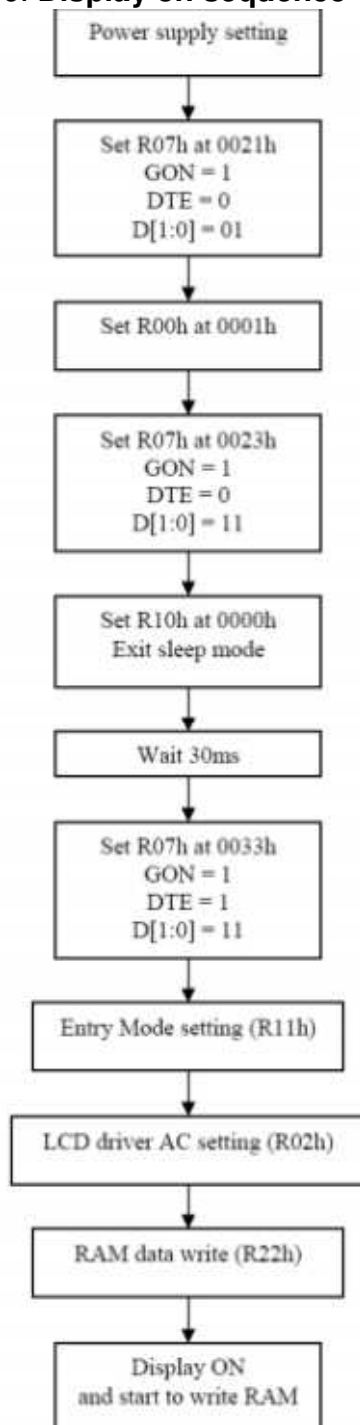 Display on sequence
Power supply setting
Set R07h at 0021h
GON = 1
DTE = 0
D[1:0] = 01
Set R00h at 0001h
Set R07h at 0023h
GON = 1
DTE = 0
D[1:0] = 11
Set R10h at 0000h
Exit sleep mode
Wait 30ms
Set R07h at 0033h
GON = 1
DTE = 1
D[1:0] = 11
Entry Mode setting (R11h)
LCD driver AC setting (R02h)
RAM data write (R22h)
Display ON
and start to write RAM